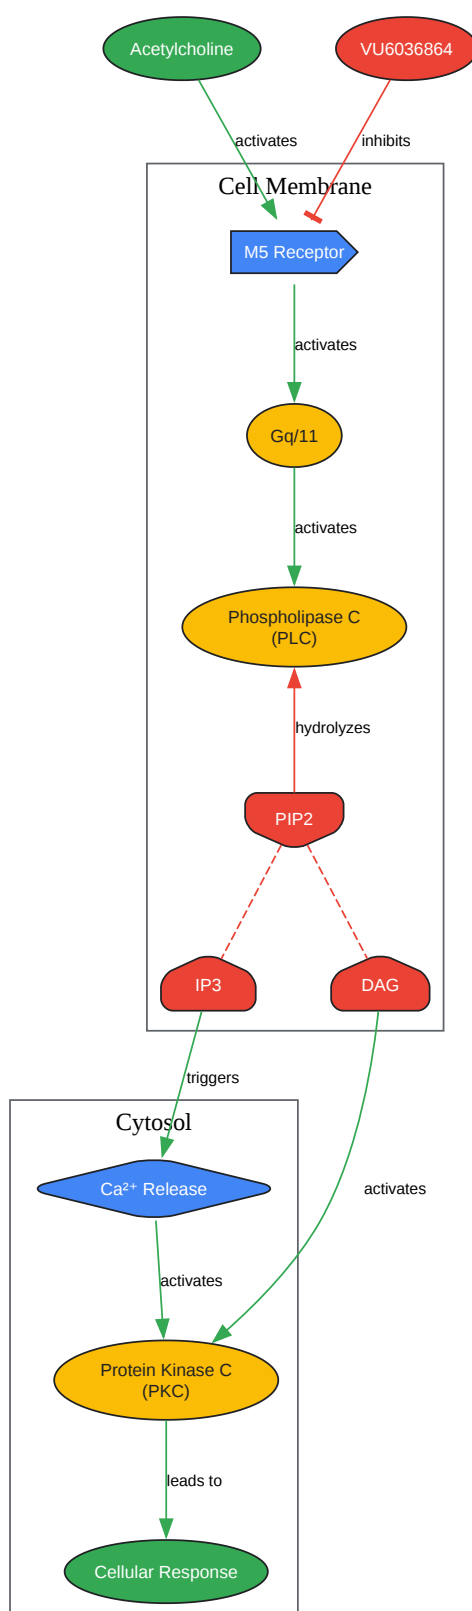 Acetylcholine
VU6036864
activates
inhibits
Cell Membrane
M5 Receptor
activates
Gq/11
activates
Phospholipase C
(PLC)
hydrolyzes
PIP2
IP3
DAG
triggers
Cytosol
Ca²⁺ Release
activates
activates
Protein Kinase C
(PKC)
leads to
Cellular Response